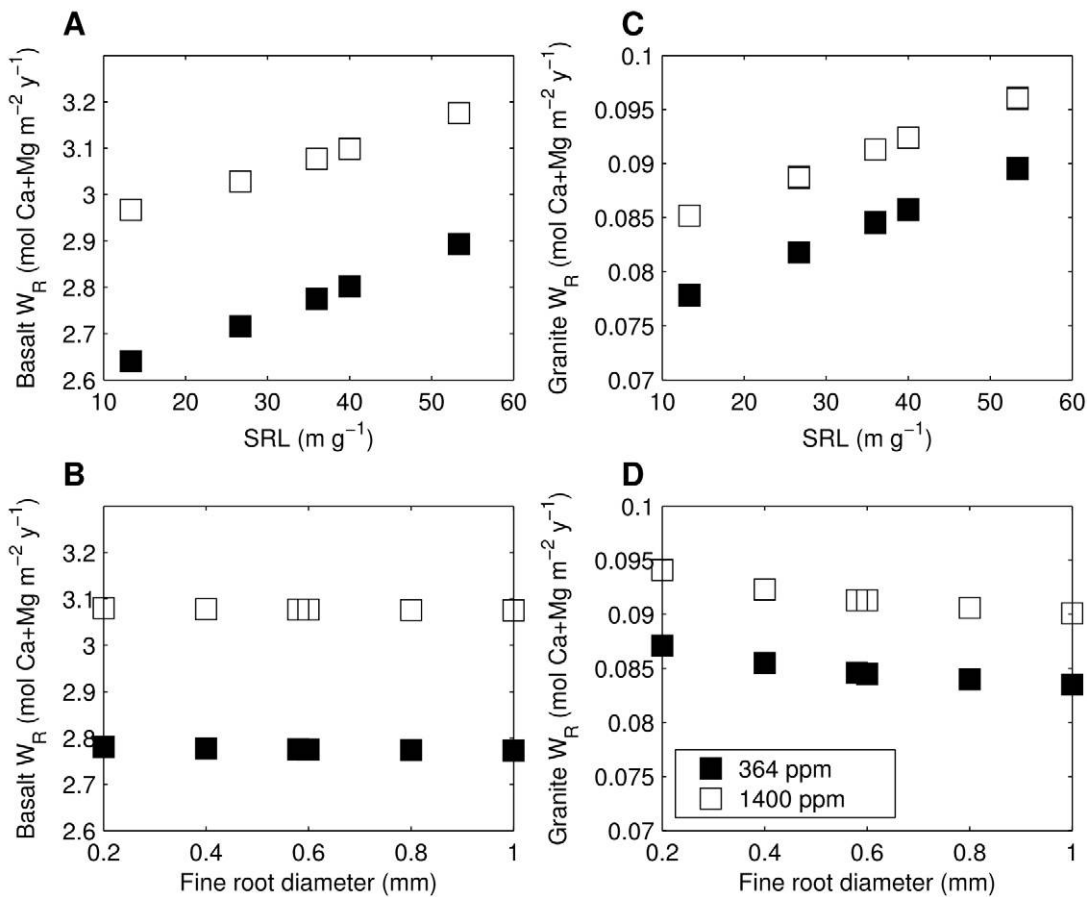 A
Basalt W_R (mol Ca+Mg m⁻² y⁻¹)
3.2
3.1
3
2.9
2.8
2.7
2.6
10 20 30 40 50 60
SRL (m g⁻¹)
C
Granite W_R (mol Ca+Mg m⁻² y⁻¹)
0.1
0.095
0.09
0.085
0.08
0.075
0.07
10 20 30 40 50 60
SRL (m g⁻¹)
B
Basalt W_R (mol Ca+Mg m⁻² y⁻¹)
3.2
3.1
3
2.9
2.8
2.7
2.6
0.2 0.4 0.6 0.8 1
Fine root diameter (mm)
D
Granite W_R (mol Ca+Mg m⁻² y⁻¹)
0.1
0.095
0.09
0.085
0.08
0.075
0.07
364 ppm
1400 ppm
0.2 0.4 0.6 0.8 1
Fine root diameter (mm)